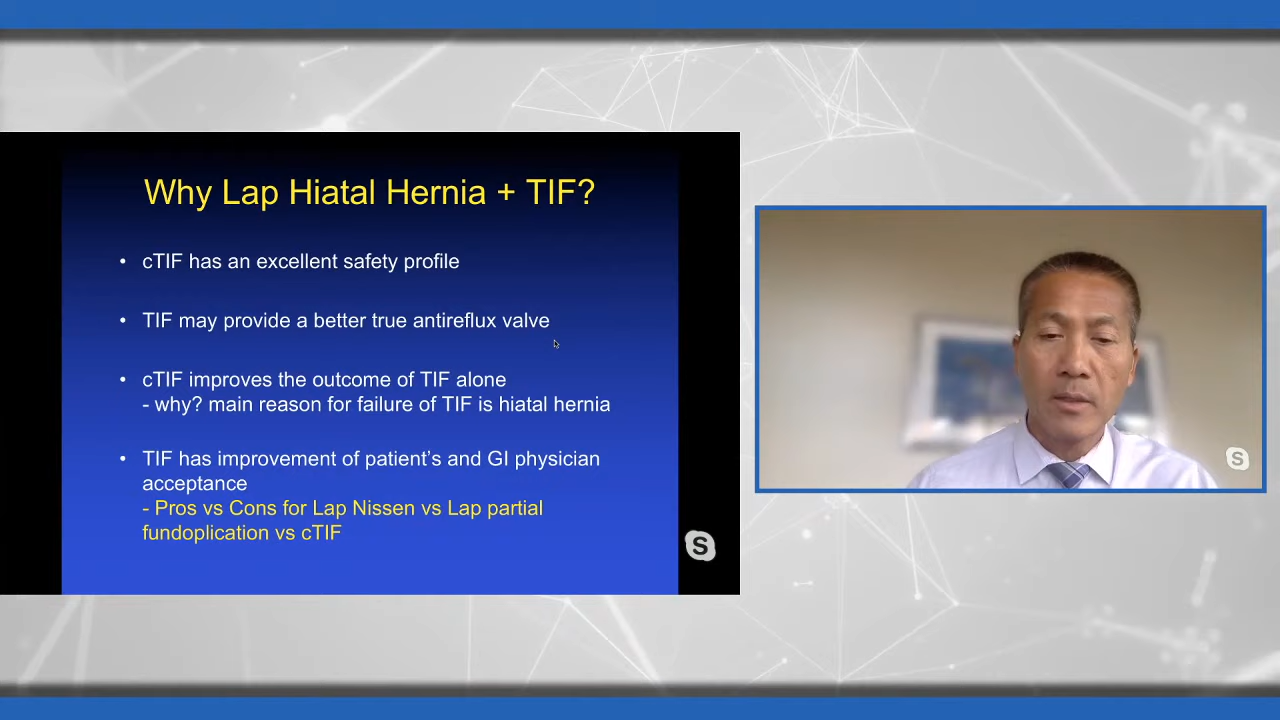 Why Lap Hiatal Hernia + TIF?
• cTIF has an excellent safety profile
• TIF may provide a better true antireflux valve
• cTIF improves the outcome of TIF alone
- why? main reason for failure of TIF is hiatal hernia
• TIF has improvement of patient's and GI physician
acceptance
- Pros vs Cons for Lap Nissen vs Lap partial
fundoplication vs cTIF
S
S